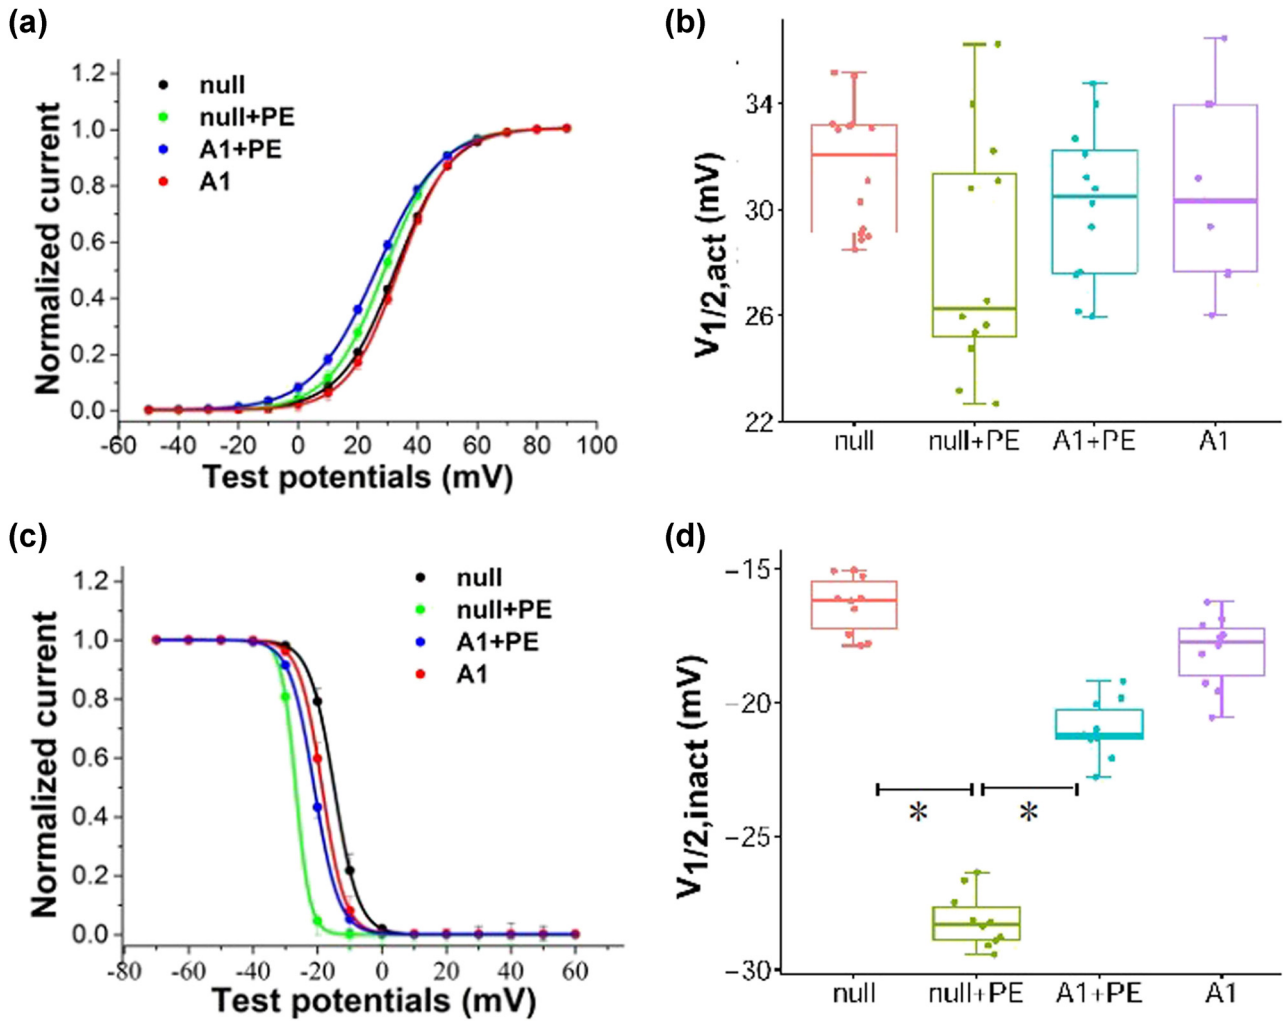 (a)
1.2
1.0
0.8
0.6
0.4
0.2
0.0
Normalized current
null
null+PE
A1+PE
A1
-60 -40 -20 0 20 40 60 80 100
Test potentials (mV)
(b)
34
30
26
22
V1/2,act (mV)
null null+PE A1+PE A1
(c)
1.2
1.0
0.8
0.6
0.4
0.2
0.0
Normalized current
null
null+PE
A1+PE
A1
-80 -60 -40 -20 0 20 40 60
Test potentials (mV)
(d)
−15
−20
−25
−30
V1/2,inact (mV)
* *
null null+PE A1+PE A1